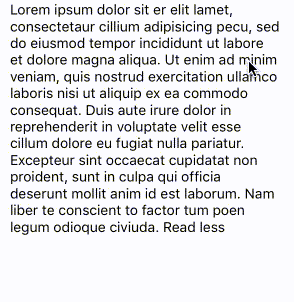 Lorem ipsum dolor sit er elit lamet,
consectetaur cillium adipisicing pecu, sed
do eiusmod tempor incididunt ut labore
et dolore magna aliqua. Ut enim ad minim
veniam, quis nostrud exercitation ullamco
laboris nisi ut aliquip ex ea commodo
consequat. Duis aute irure dolor in
reprehenderit in voluptate velit esse
cillum dolore eu fugiat nulla pariatur.
Excepteur sint occaecat cupidatat non
proident, sunt in culpa qui officia
deserunt mollit anim id est laborum. Nam
liber te conscient to factor tum poen
legum odioque civiuda. Read less